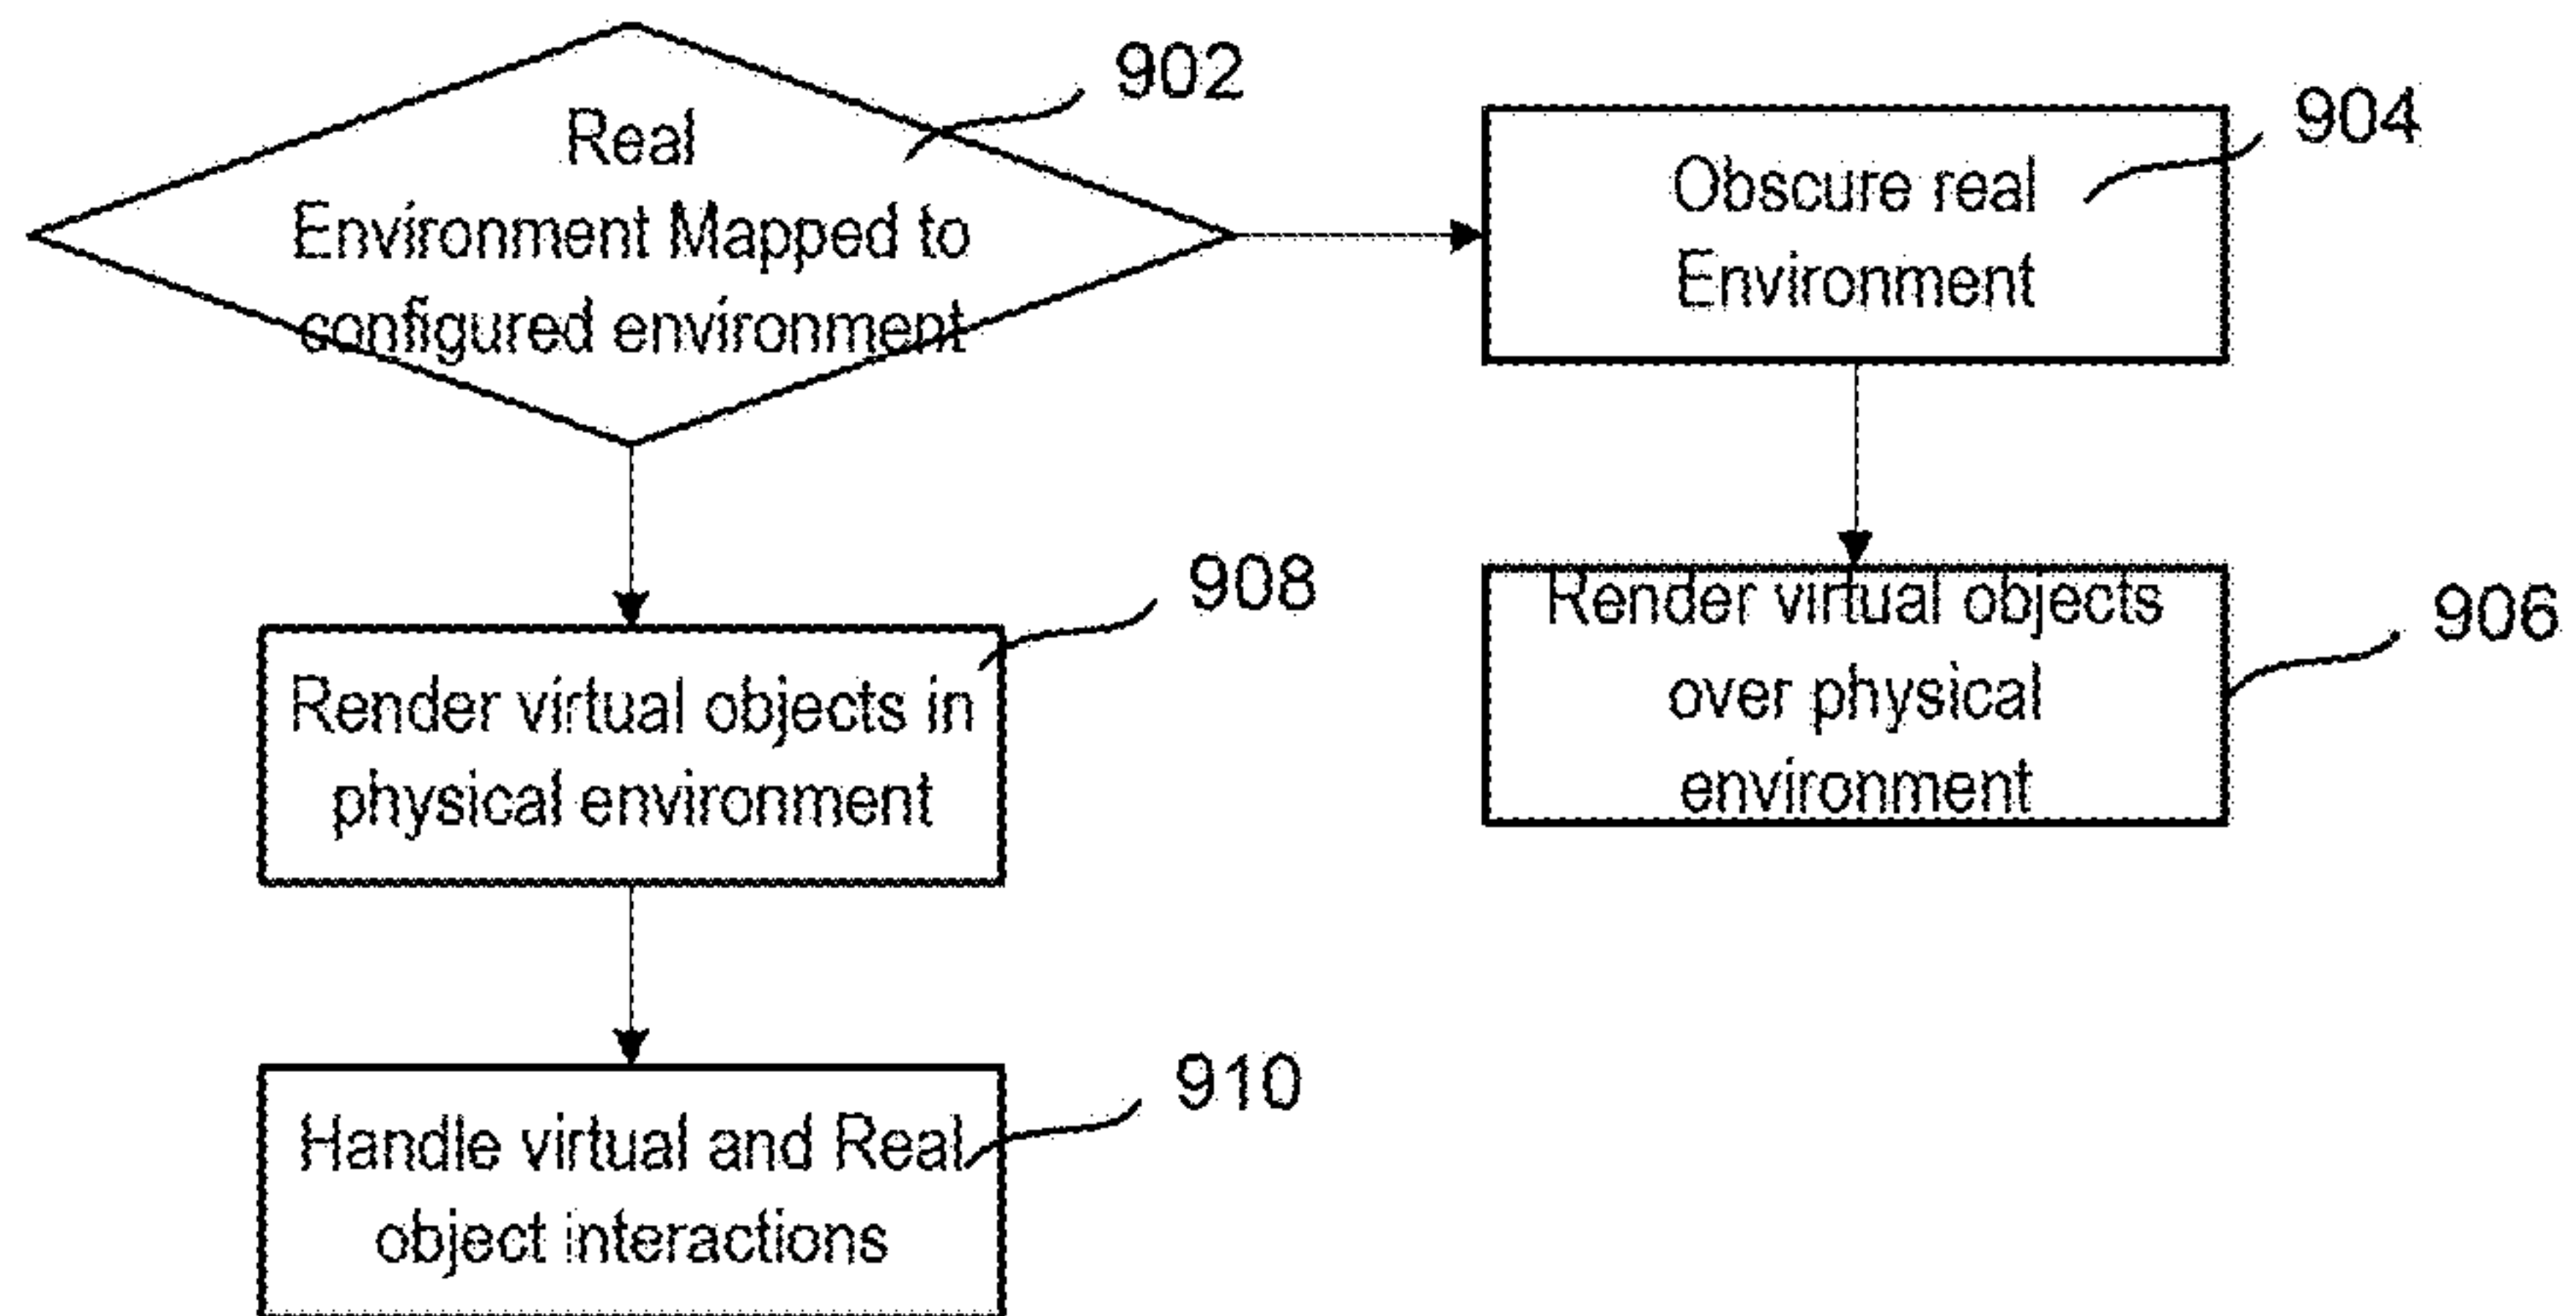 902
Real
Environment Mapped to
configured environment
904
Obscure real
Environment
908
Render virtual objects in
physical environment
906
Render virtual objects
over physical
environment
910
Handle virtual and Real
object interactions